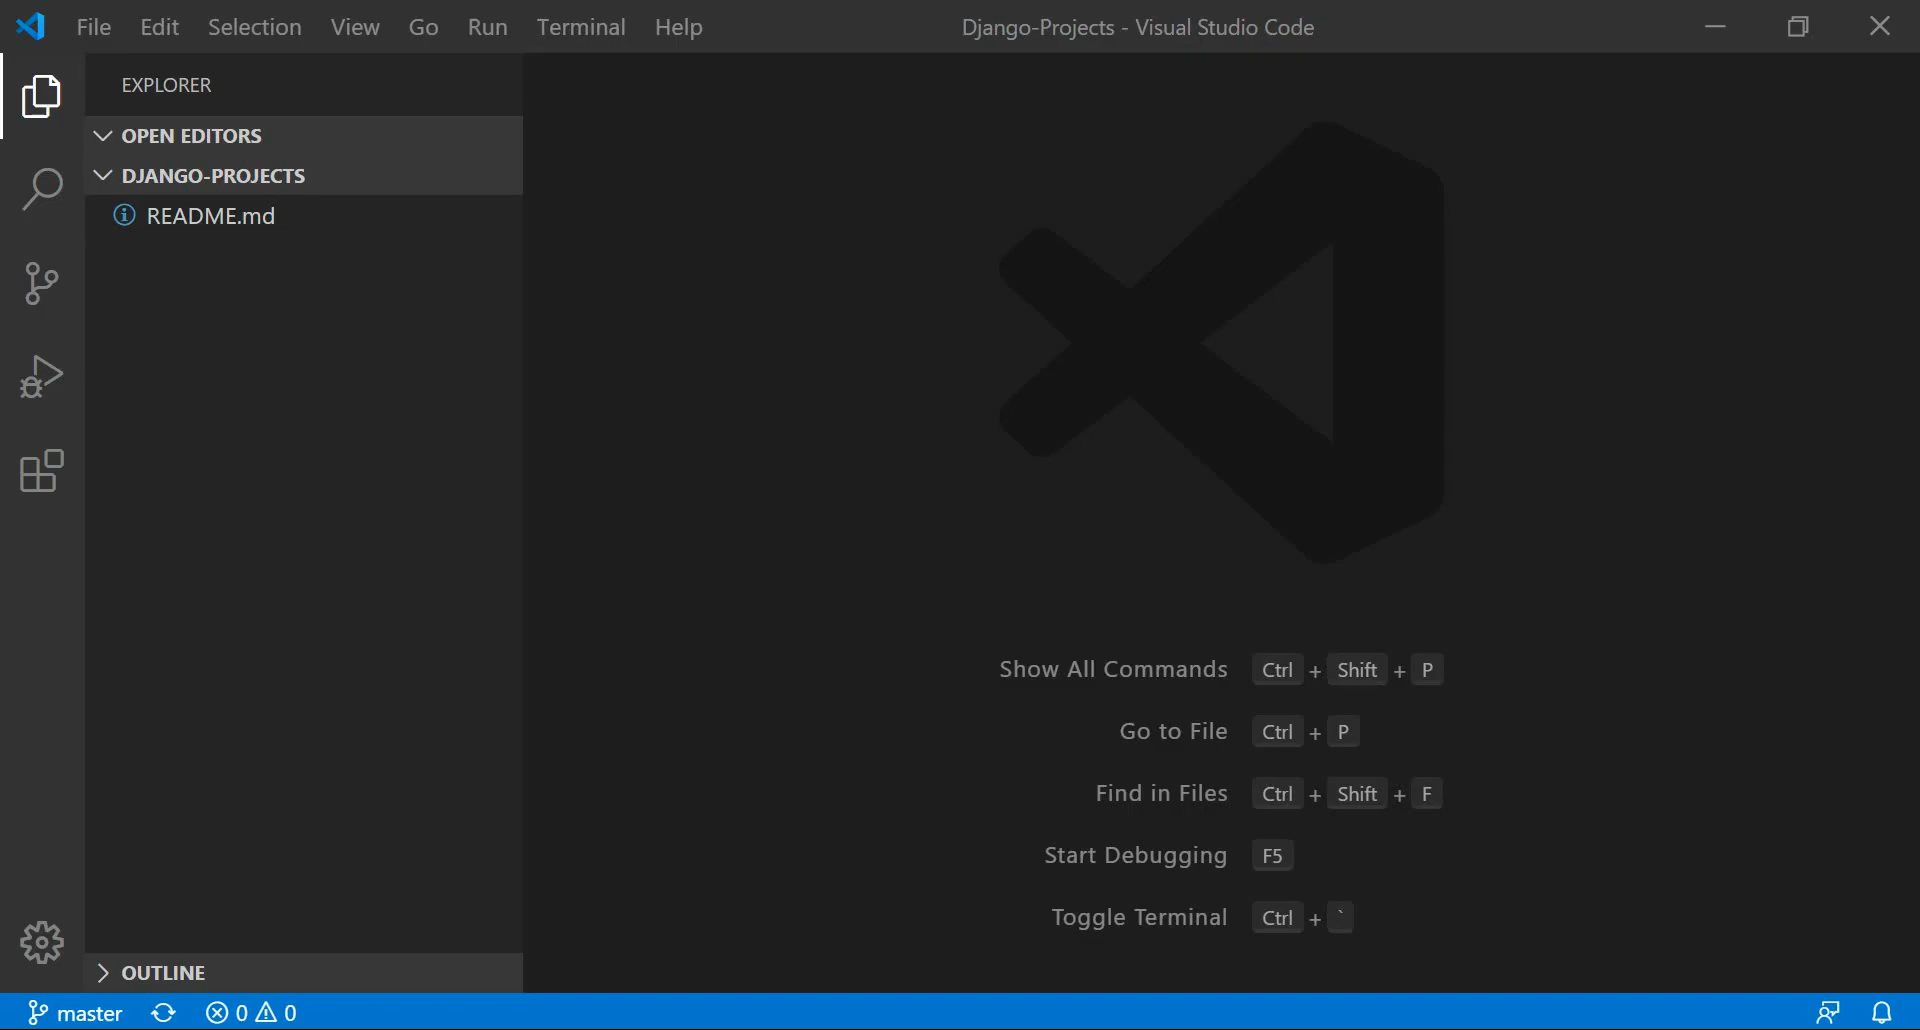 File Edit Selection View Go Run Terminal Help Django-Projects - Visual Studio Code
EXPLORER
OPEN EDITORS
DJANGO-PROJECTS
README.md
Show All Commands Ctrl + Shift + P
Go to File Ctrl + P
Find in Files Ctrl + Shift + F
Start Debugging F5
Toggle Terminal Ctrl + `
OUTLINE
master 0 0